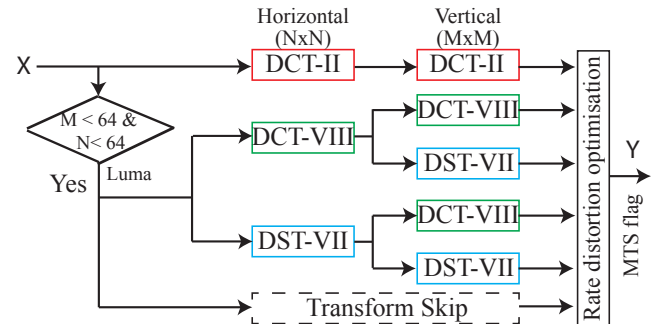 Horizontal
(NxN)
Vertical
(MxM)
X
DCT-II
DCT-II
M < 64 &
N< 64
DCT-VIII
DCT-VIII
DST-VII
Yes
Luma
DST-VII
DCT-VIII
DST-VII
Transform Skip
Rate distortion optimisation
Y
MTS flag